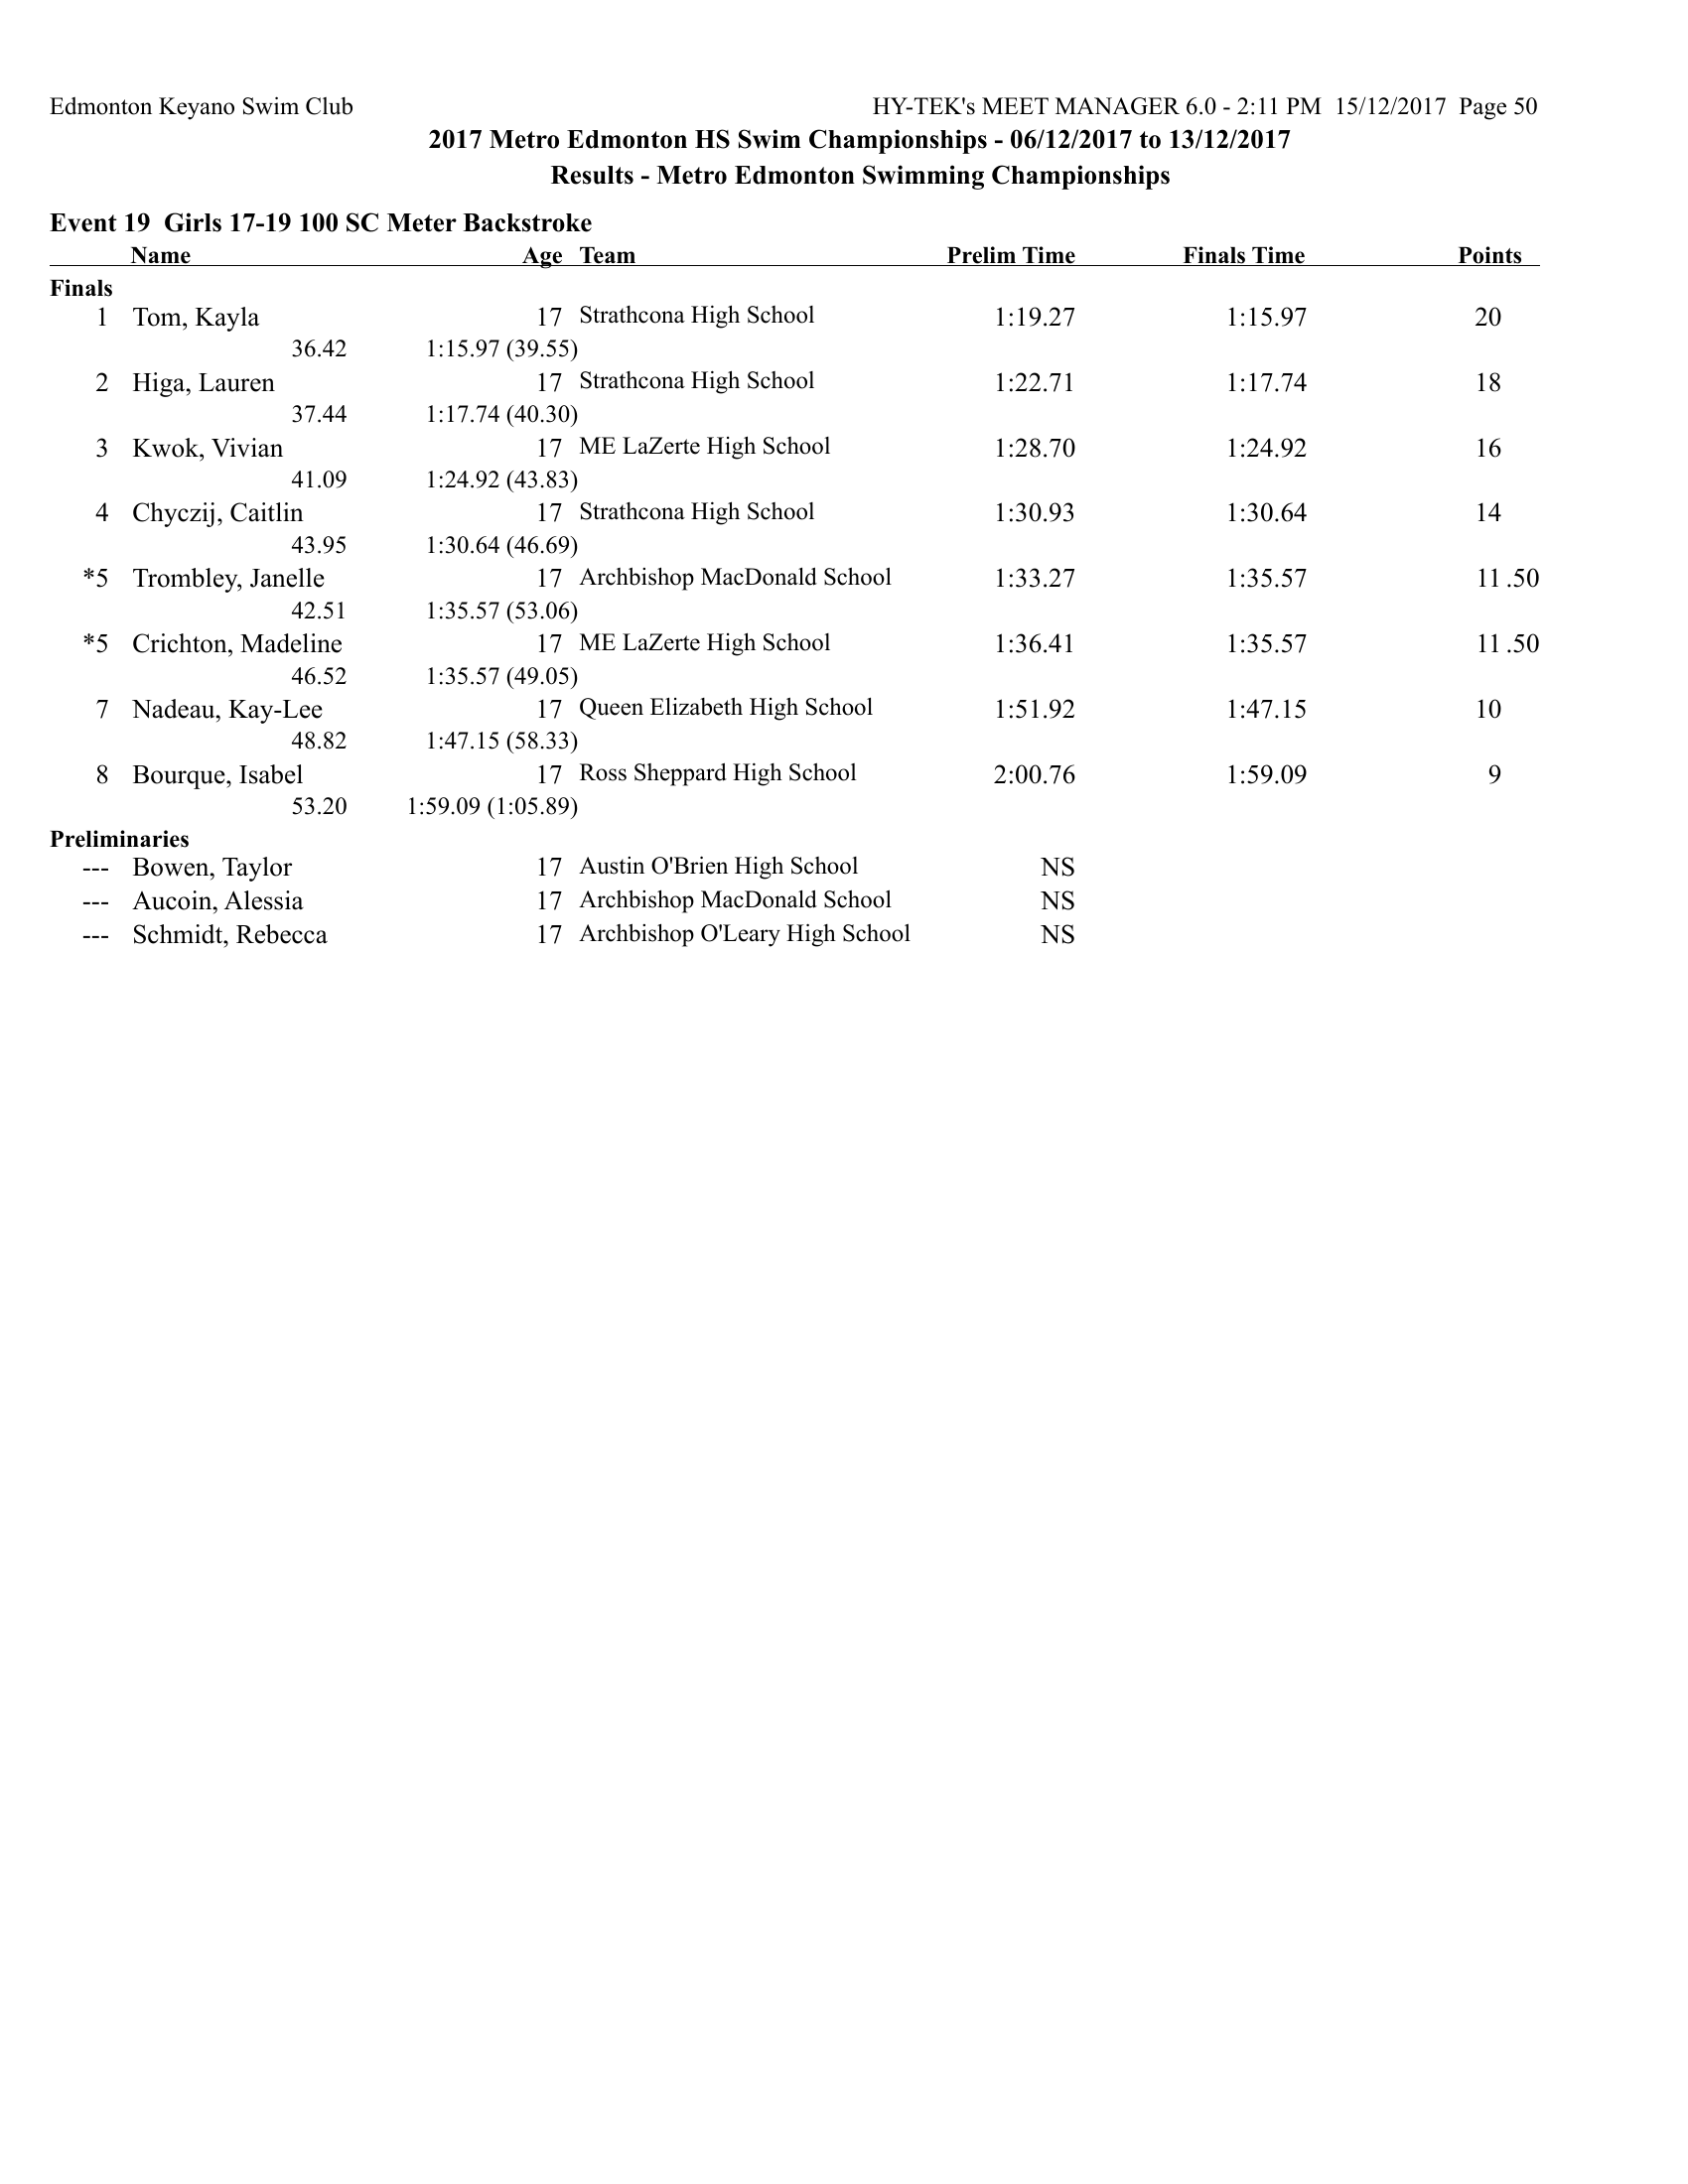 Edmonton Keyano Swim Club HY-TEK's MEET MANAGER 6.0 - 2:11 PM 15/12/2017 Page 50
2017 Metro Edmonton HS Swim Championships - 06/12/2017 to 13/12/2017
Results - Metro Edmonton Swimming Championships
Event 19 Girls 17-19 100 SC Meter Backstroke
Name Age Team Prelim Time Finals Time Points
Finals
1 Tom, Kayla 17 Strathcona High School 1:19.27 1:15.97 20
36.42 1:15.97 (39.55)
2 Higa, Lauren 17 Strathcona High School 1:22.71 1:17.74 18
37.44 1:17.74 (40.30)
3 Kwok, Vivian 17 ME LaZerte High School 1:28.70 1:24.92 16
41.09 1:24.92 (43.83)
4 Chyczij, Caitlin 17 Strathcona High School 1:30.93 1:30.64 14
43.95 1:30.64 (46.69)
*5 Trombley, Janelle 17 Archbishop MacDonald School 1:33.27 1:35.57 11.50
42.51 1:35.57 (53.06)
*5 Crichton, Madeline 17 ME LaZerte High School 1:36.41 1:35.57 11.50
46.52 1:35.57 (49.05)
7 Nadeau, Kay-Lee 17 Queen Elizabeth High School 1:51.92 1:47.15 10
48.82 1:47.15 (58.33)
8 Bourque, Isabel 17 Ross Sheppard High School 2:00.76 1:59.09 9
53.20 1:59.09 (1:05.89)
Preliminaries
--- Bowen, Taylor 17 Austin O'Brien High School NS
--- Aucoin, Alessia 17 Archbishop MacDonald School NS
--- Schmidt, Rebecca 17 Archbishop O'Leary High School NS